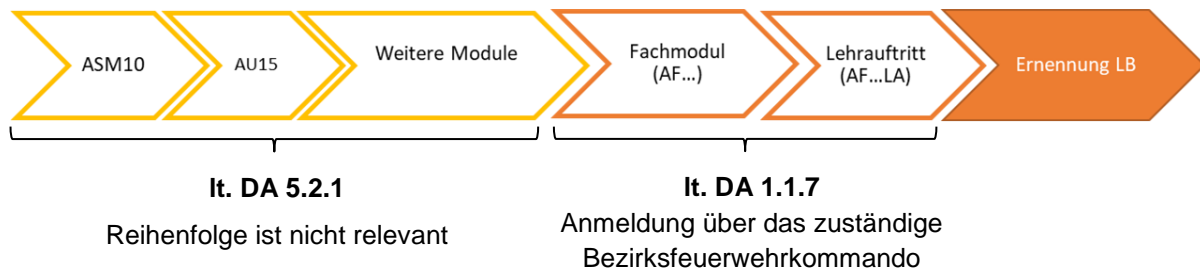 ASM10
AU15
Weitere Module
Fachmodul
(AF...)
Lehrauftritt
(AF...LA)
Ernennung LB
lt. DA 5.2.1
Reihenfolge ist nicht relevant
lt. DA 1.1.7
Anmeldung über das zuständige
Bezirksfeuerwehrkommando